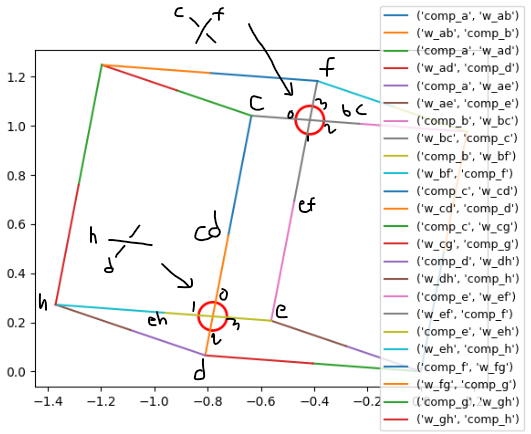 c f
f
C
0 3 b c
1 2
ef
cd
h
d
h
0
1 e
eh 3
2
d
1.2
1.0
0.8
0.6
0.4
0.2
0.0
−1.4 −1.2 −1.0 −0.8 −0.6 −0.4 −0.2
('comp_a', 'w_ab')
('w_ab', 'comp_b')
('comp_a', 'w_ad')
('w_ad', 'comp_d')
('comp_a', 'w_ae')
('w_ae', 'comp_e')
('comp_b', 'w_bc')
('w_bc', 'comp_c')
('comp_b', 'w_bf')
('w_bf', 'comp_f')
('comp_c', 'w_cd')
('w_cd', 'comp_d')
('comp_c', 'w_cg')
('w_cg', 'comp_g')
('comp_d', 'w_dh')
('w_dh', 'comp_h')
('comp_e', 'w_ef')
('w_ef', 'comp_f')
('comp_e', 'w_eh')
('w_eh', 'comp_h')
('comp_f', 'w_fg')
('w_fg', 'comp_g')
('comp_g', 'w_gh')
('w_gh', 'comp_h')